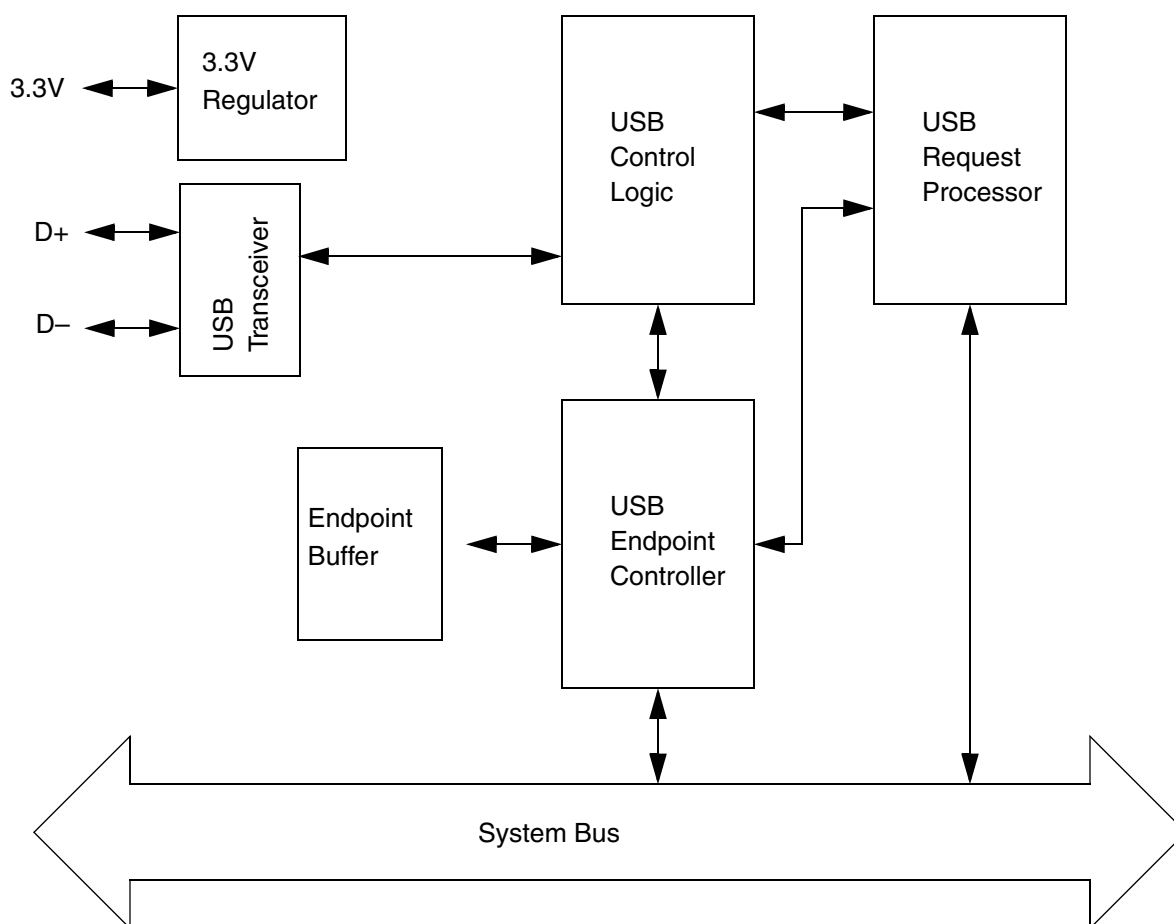 3.3V
3.3V
Regulator
D+
D–
USB
Transceiver
USB
Control
Logic
USB
Request
Processor
Endpoint
Buffer
USB
Endpoint
Controller
System Bus